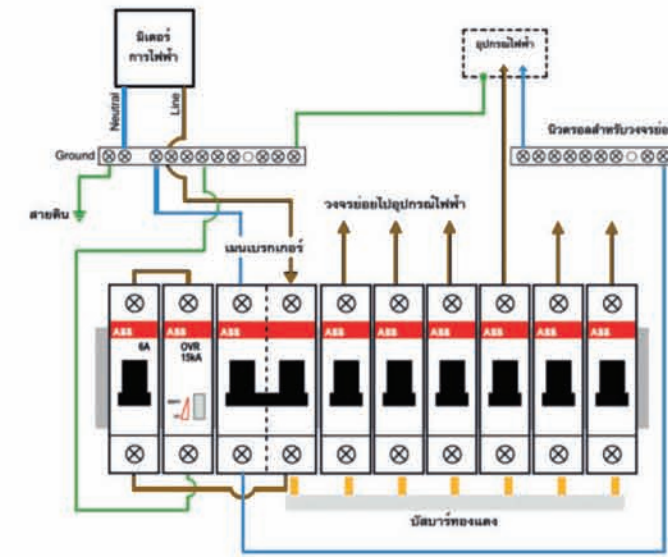 มิเตอร์
การไฟฟ้า
อุปกรณ์ไฟฟ้า
Neutral
Line
นิวตรอลสำหรับวงจรย่อ
Ground
สายดิน
วงจรย่อยไปอุปกรณ์ไฟฟ้า
เมนเบรกเกอร์
ABB
ABB
ABB
ABB
ABB
ABB
ABB
ABB
ABB
6A
OVR
15kA
บัสบาร์ทองแดง